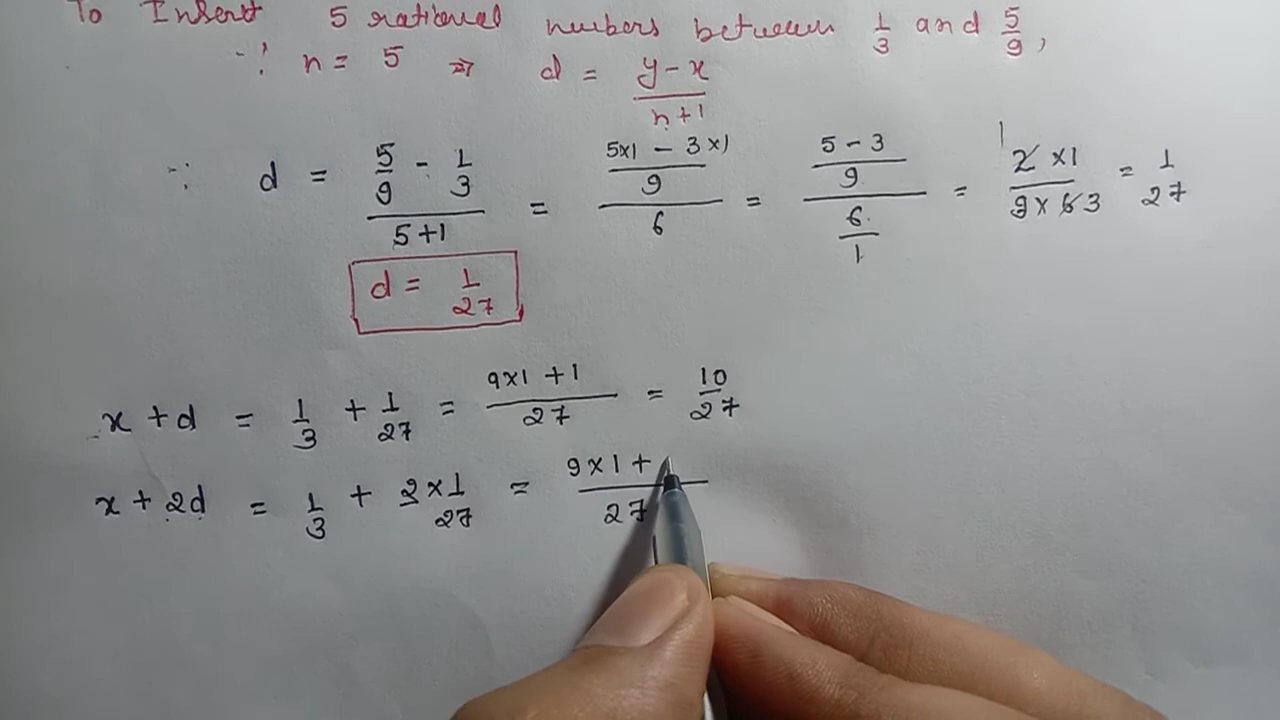 To Insert 5 rational numbers between 1/3 and 5/9,
∵ n = 5 ⇒ d = (y - x)/(n + 1)
∵ d = (5/9 - 1/3)/(5+1) = ((5×1 - 3×1)/9)/6 = ((5 - 3)/9)/(6/1) = 1 (2×1)/(9×6 3) = 1/27
d = 1/27
x + d = 1/3 + 1/27 = (9×1 + 1)/27 = 10/27
x + 2d = 1/3 + (2×1)/27 = (9×1 +)/27